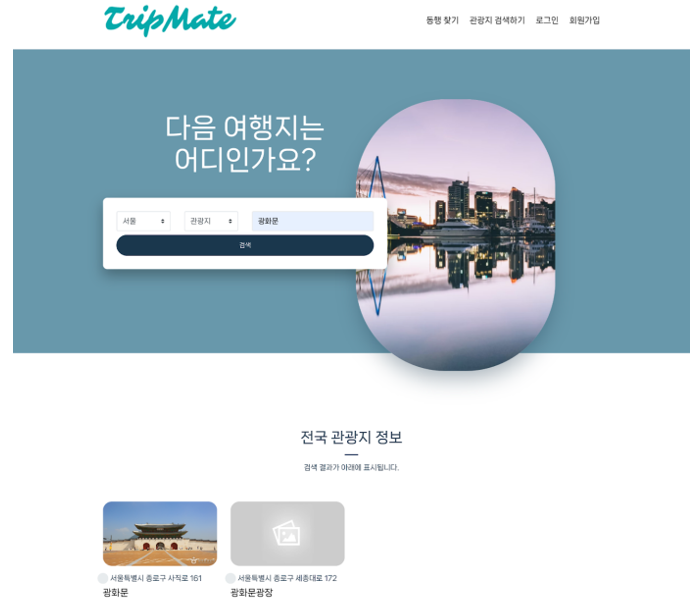 TripMate
동행 찾기 관광지 검색하기 로그인 회원가입
다음 여행지는
어디인가요?
서울 관광지 광화문
검색
전국 관광지 정보
검색 결과가 아래에 표시됩니다.
서울특별시 종로구 사직로 161 서울특별시 종로구 세종대로 172
광화문 광화문광장